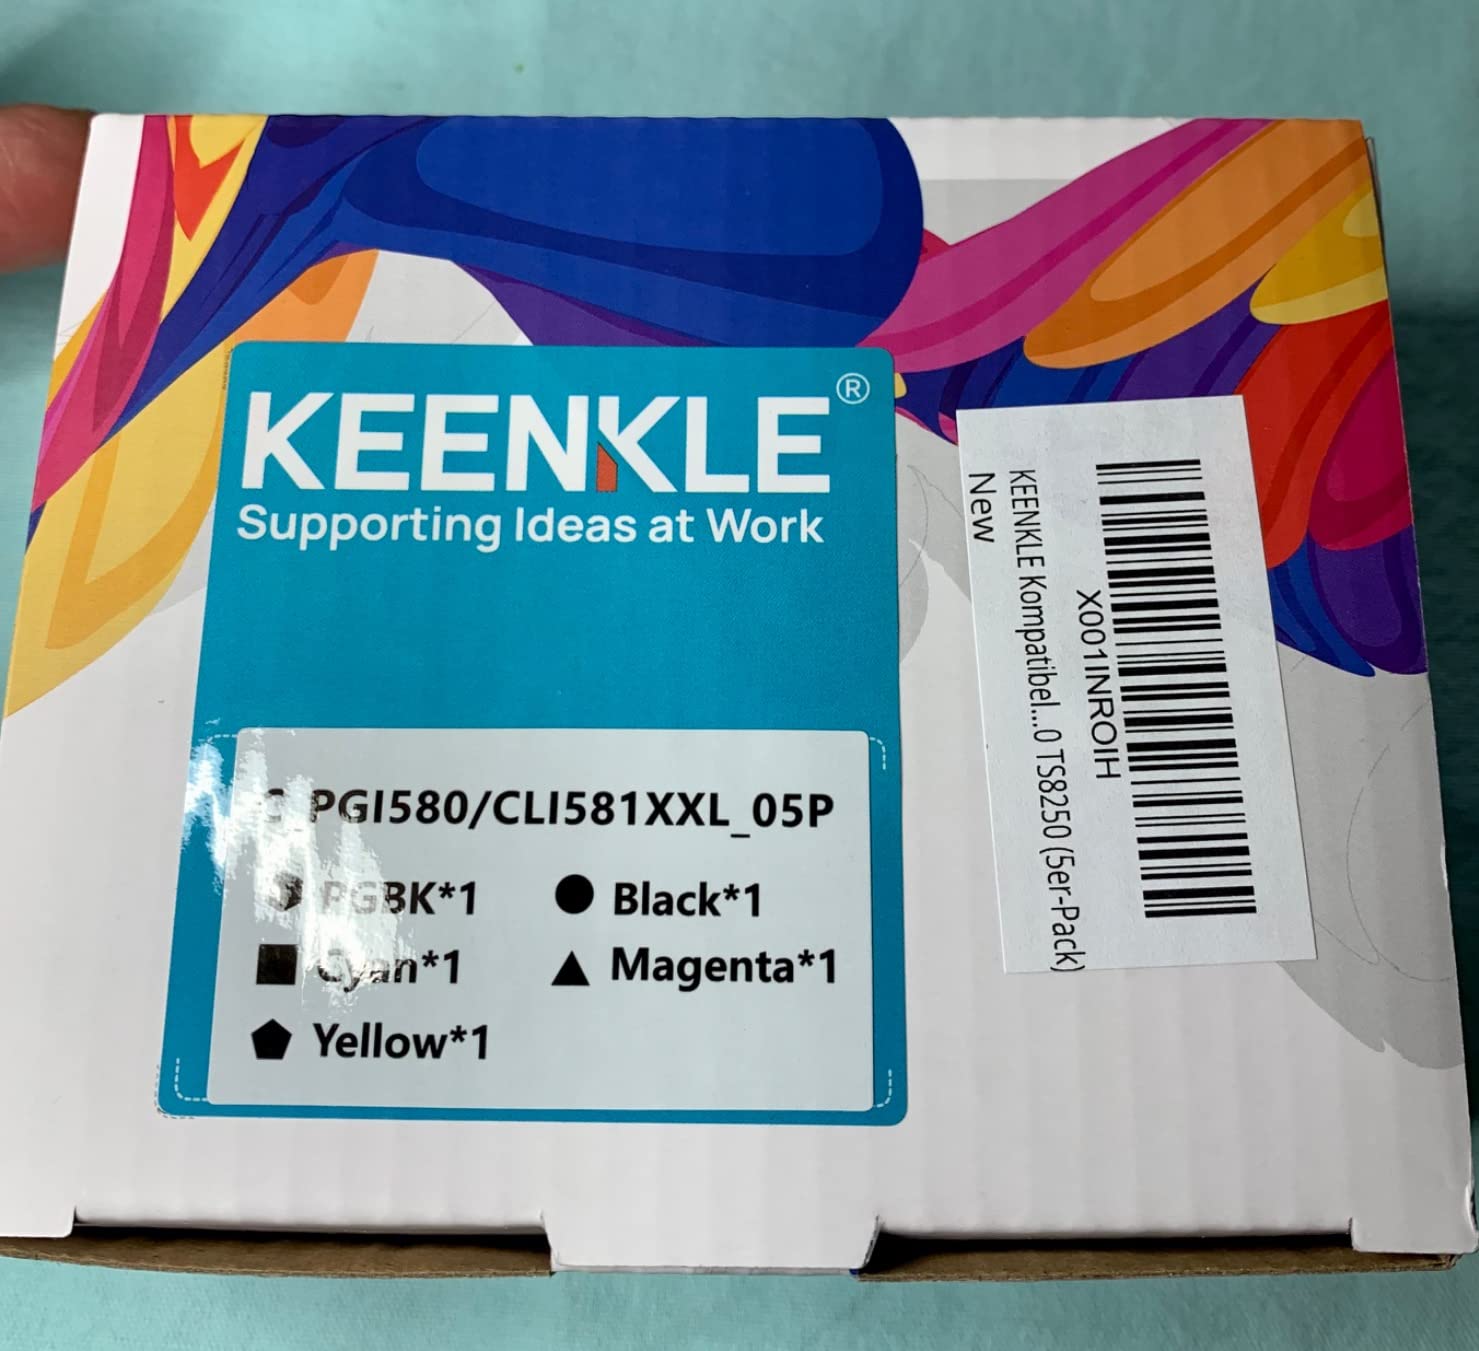 KEENKLE®
Supporting Ideas at Work
C PGI580/CLI581XXL_05P
PGBK*1
Black*1
Cyan*1
Magenta*1
Yellow*1
X001INROIH
KEENKLE Kompatibel...0 TS8250 (5er-Pack)
New